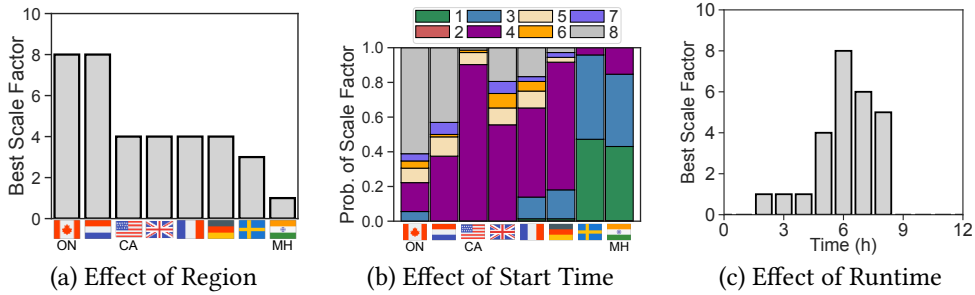 10
8
6
4
2
0
Best Scale Factor
ON CA MH
(a) Effect of Region
1 3 5 7
2 4 6 8
1.0
0.8
0.6
0.4
0.2
0.0
Prob. of Scale Factor
ON CA MH
(b) Effect of Start Time
10
8
6
4
2
0
Best Scale Factor
0 3 6 9 12
Time (h)
(c) Effect of Runtime